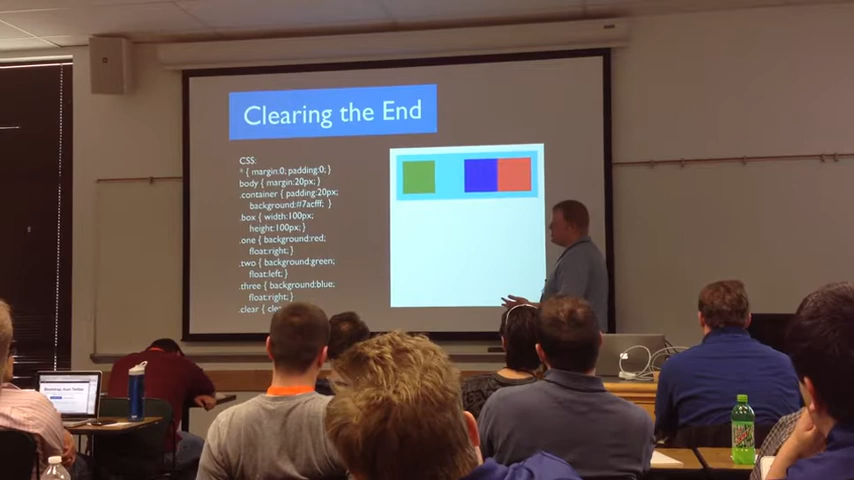 Clearing the End
CSS:
* { margin:0; padding:0; }
body { margin:20px; }
.container { padding:20px;
background:#7acfff; }
.box { width:100px;
height:100px; }
.one { background:red;
float:right; }
.two { background:green;
float:left; }
.three { background:blue;
float:right; }
.clear {